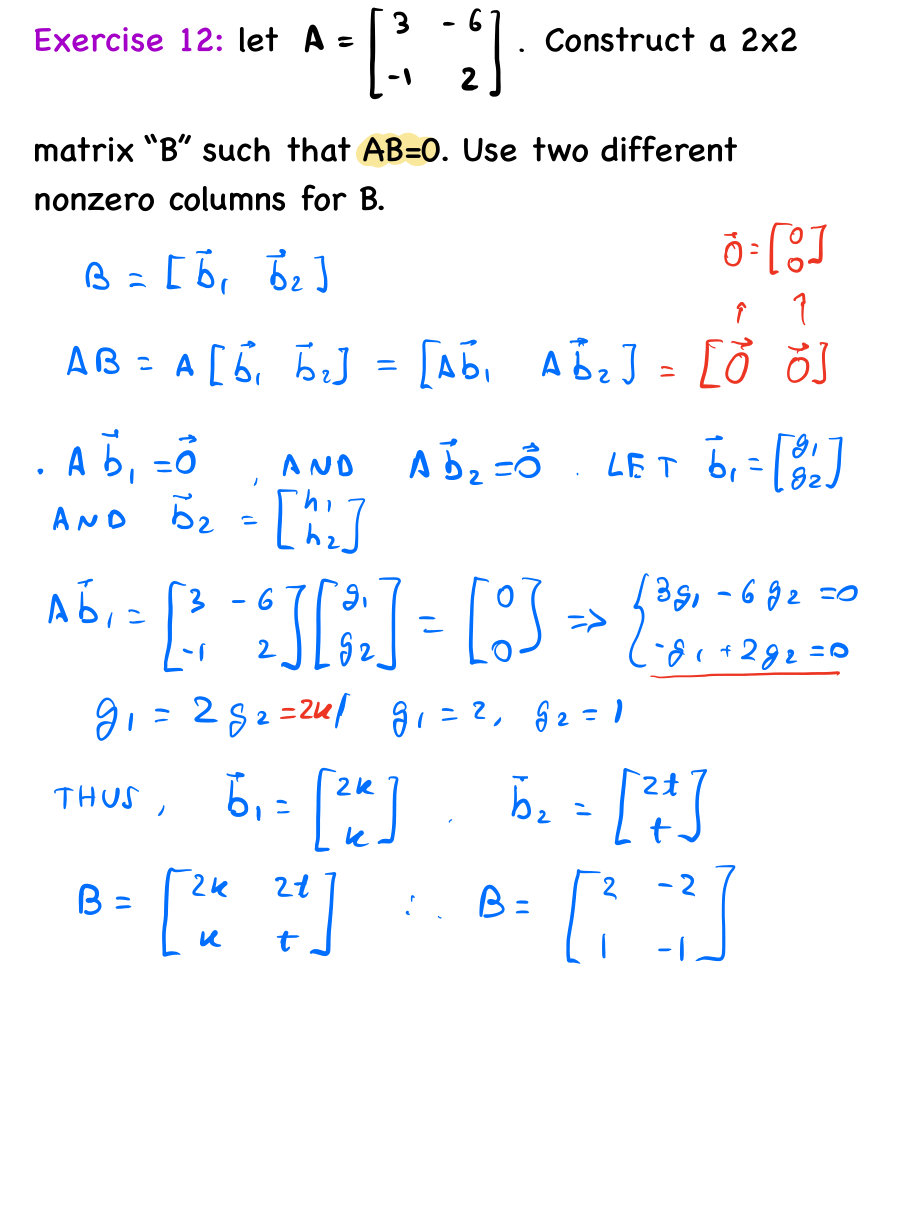 Exercise 12: let A = [3 -6; -1 2]. Construct a 2x2
matrix “B” such that AB=0. Use two different
nonzero columns for B.
0⃗ = [0; 0]
B = [b⃗₁ b⃗₂]
↑ ↑
AB = A[b⃗₁ b⃗₂] = [Ab⃗₁ Ab⃗₂] = [0⃗ 0⃗]
. Ab⃗₁ = 0⃗, AND Ab⃗₂ = 0⃗. LET b⃗₁ = [g₁; g₂]
AND b⃗₂ = [h₁; h₂]
Ab⃗₁ = [3 -6; -1 2][g₁; g₂] = [0; 0] => {3g₁ - 6g₂ = 0; -g₁ + 2g₂ = 0
g₁ = 2g₂ = 2k / g₁ = 2, g₂ = 1
THUS, b⃗₁ = [2k; k]. b⃗₂ = [2t; t]
B = [2k 2t; k t] ∴ B = [2 -2; 1 -1]